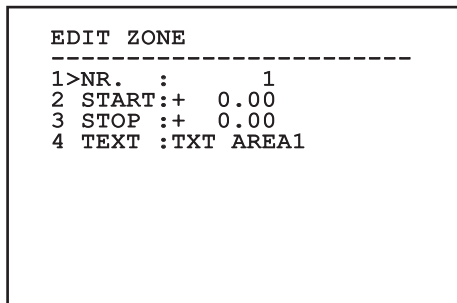 EDIT ZONE
-------------------------
1>NR.  :      1
2 START:+  0.00
3 STOP :+  0.00
4 TEXT :TXT AREA1